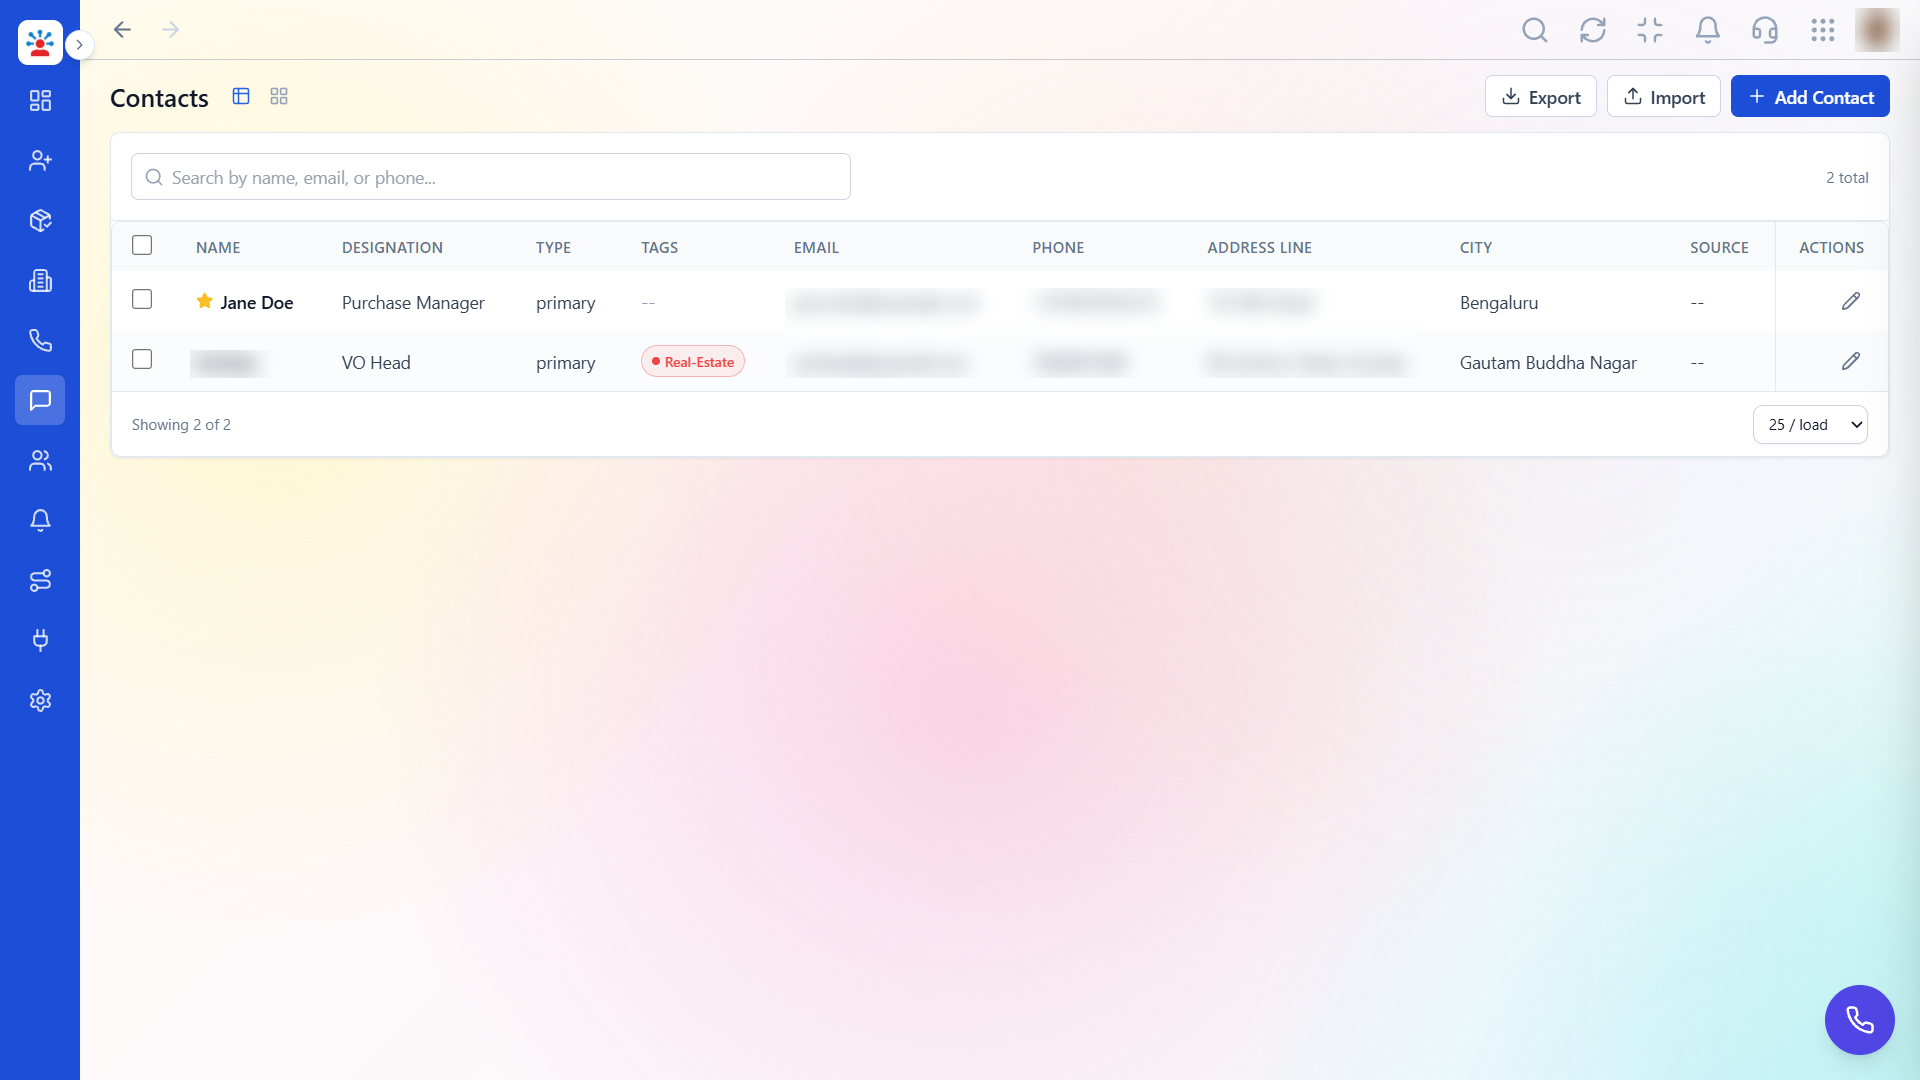 Contacts
Export
Import
Add Contact
Search by name, email, or phone...
2 total
NAME DESIGNATION TYPE TAGS EMAIL PHONE ADDRESS LINE CITY SOURCE ACTIONS
Jane Doe Purchase Manager primary -- Bengaluru --
VO Head primary Real-Estate Gautam Buddha Nagar --
Showing 2 of 2
25 / load